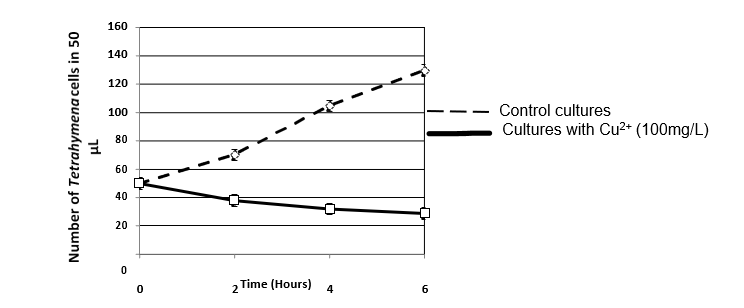 160
140
120
100
80
60
40
20
0
Number of Tetrahymena cells in 50
µL
0
2
4
6
Time (Hours)
Control cultures
Cultures with Cu2+ (100mg/L)